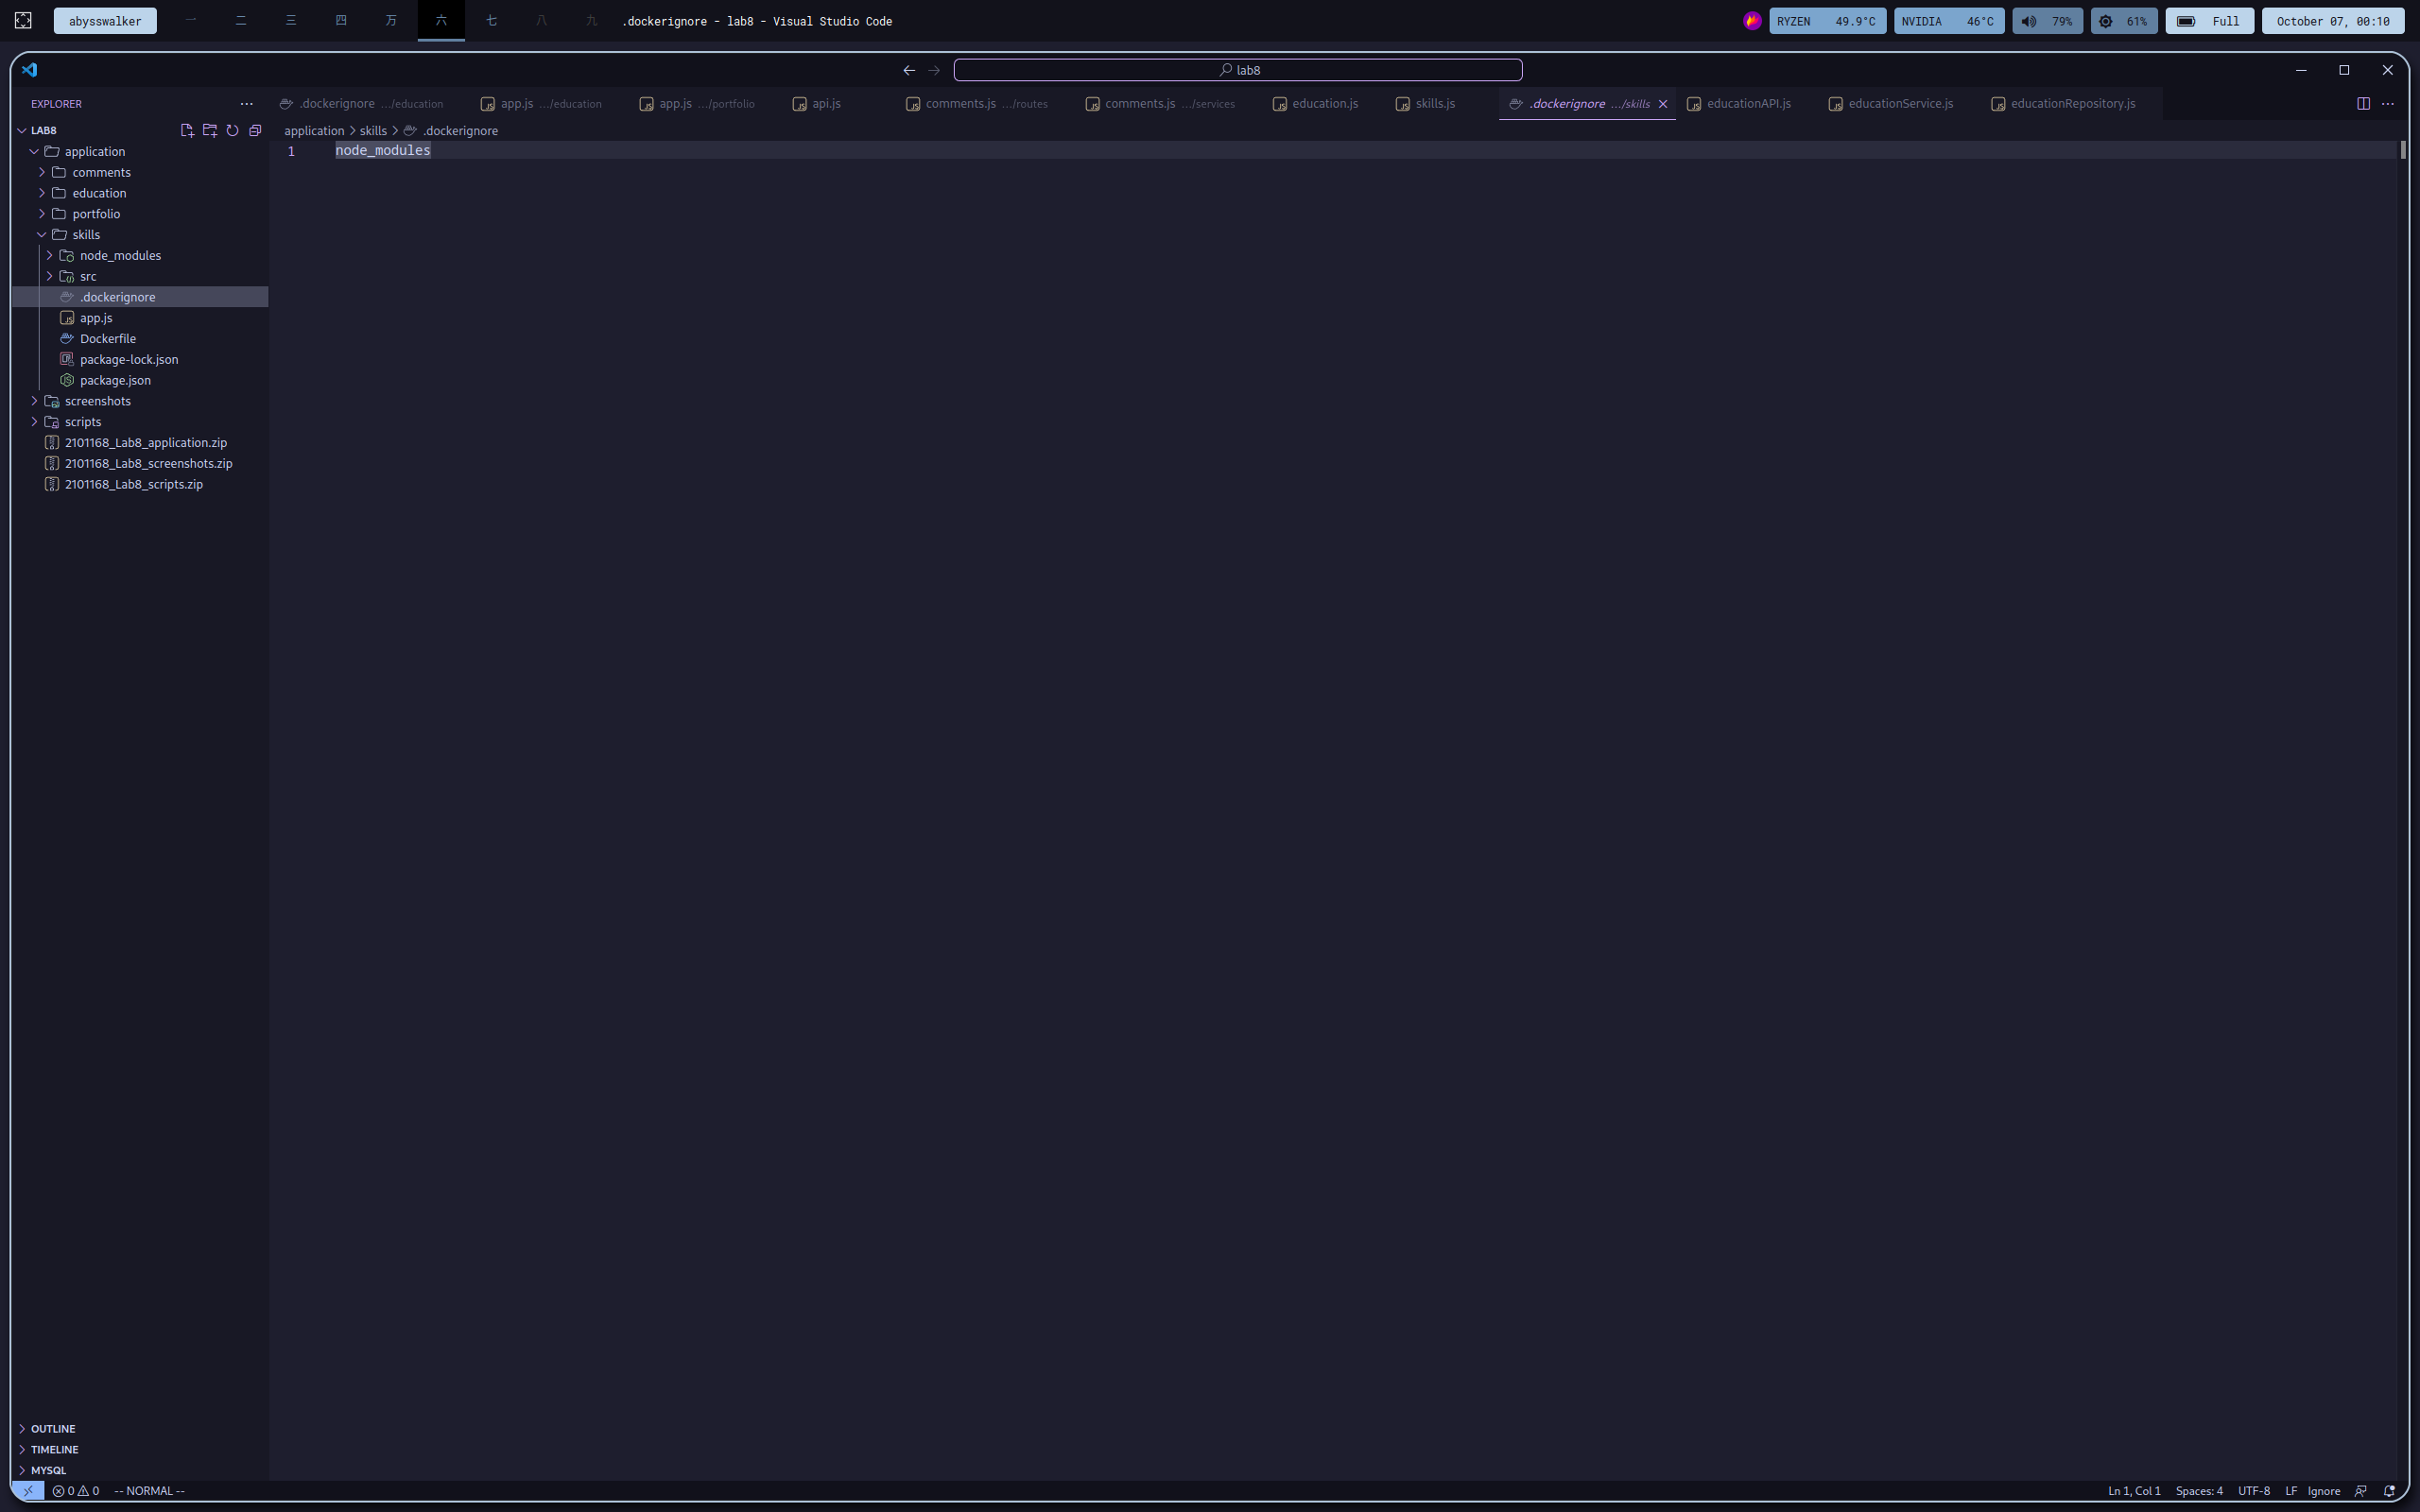 abysswalker 一 二 三 四 万 六 七 八 九 .dockerignore - lab8 - Visual Studio Code RYZEN 49.9°C NVIDIA 46°C 79% 61% Full October 07, 00:10
lab8
EXPLORER
.dockerignore .../education app.js .../education app.js .../portfolio api.js comments.js .../routes comments.js .../services education.js skills.js .dockerignore .../skills educationAPI.js educationService.js educationRepository.js
LAB8
application
comments
education
portfolio
skills
node_modules
src
.dockerignore
app.js
Dockerfile
package-lock.json
package.json
screenshots
scripts
2101168_Lab8_application.zip
2101168_Lab8_screenshots.zip
2101168_Lab8_scripts.zip
OUTLINE
TIMELINE
MYSQL
application > skills > .dockerignore
1 node_modules
0 0 -- NORMAL -- Ln 1, Col 1 Spaces: 4 UTF-8 LF Ignore